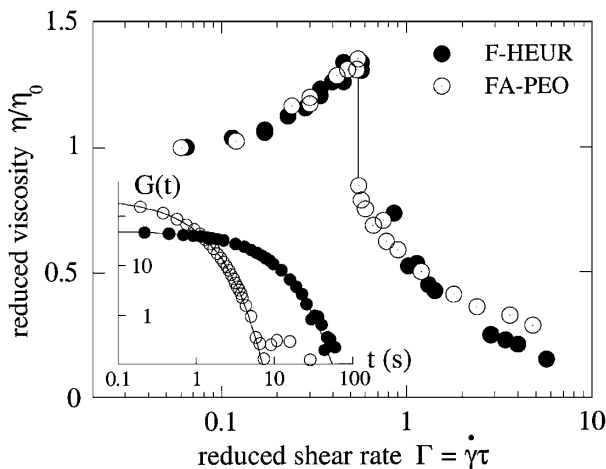 1.5
F-HEUR
FA-PEO
reduced viscosity η/η0
1
G(t)
0.5
10
1
t (s)
0.1 1 10 100
0
0.1 1 10
reduced shear rate Γ = γ̇τ